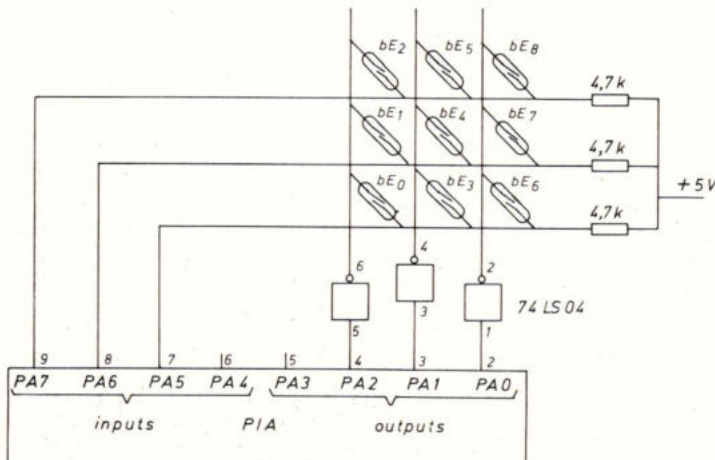 bE2 bE5 bE8
4,7k
bE1 bE4 bE7
4,7k
bE0 bE3 bE6
+5V
4,7k
4
6 2
74 LS 04
3
5 1
9 8 7 6 5 4 3 2
PA7 PA6 PA5 PA4 PA3 PA2 PA1 PA0
inputs PIA outputs